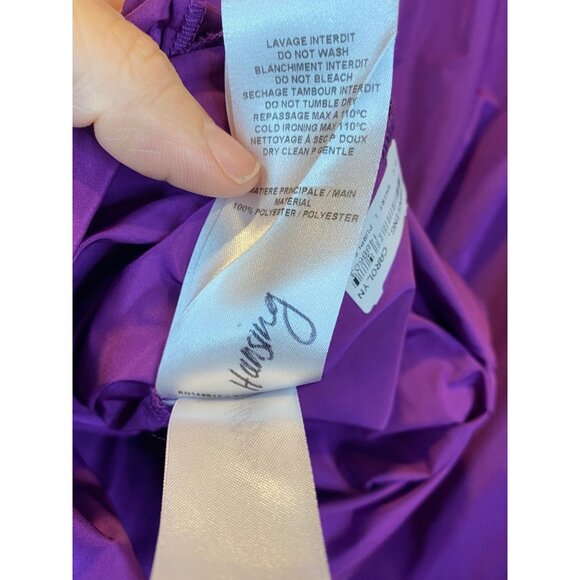 LAVAGE INTERDIT
DO NOT WASH
BLANCHIMENT INTERDIT
DO NOT BLEACH
SECHAGE TAMBOUR INTERDIT
DO NOT TUMBLE DRY
REPASSAGE MAX A 110°C
COLD IRONING MAX 110°C
NETTOYAGE À SEC P DOUX
DRY CLEAN P GENTLE
MATIERE PRINCIPALE / MAIN
MATERIAL
100% POLYESTER / POLYESTER
Hunsing
CAROLYN